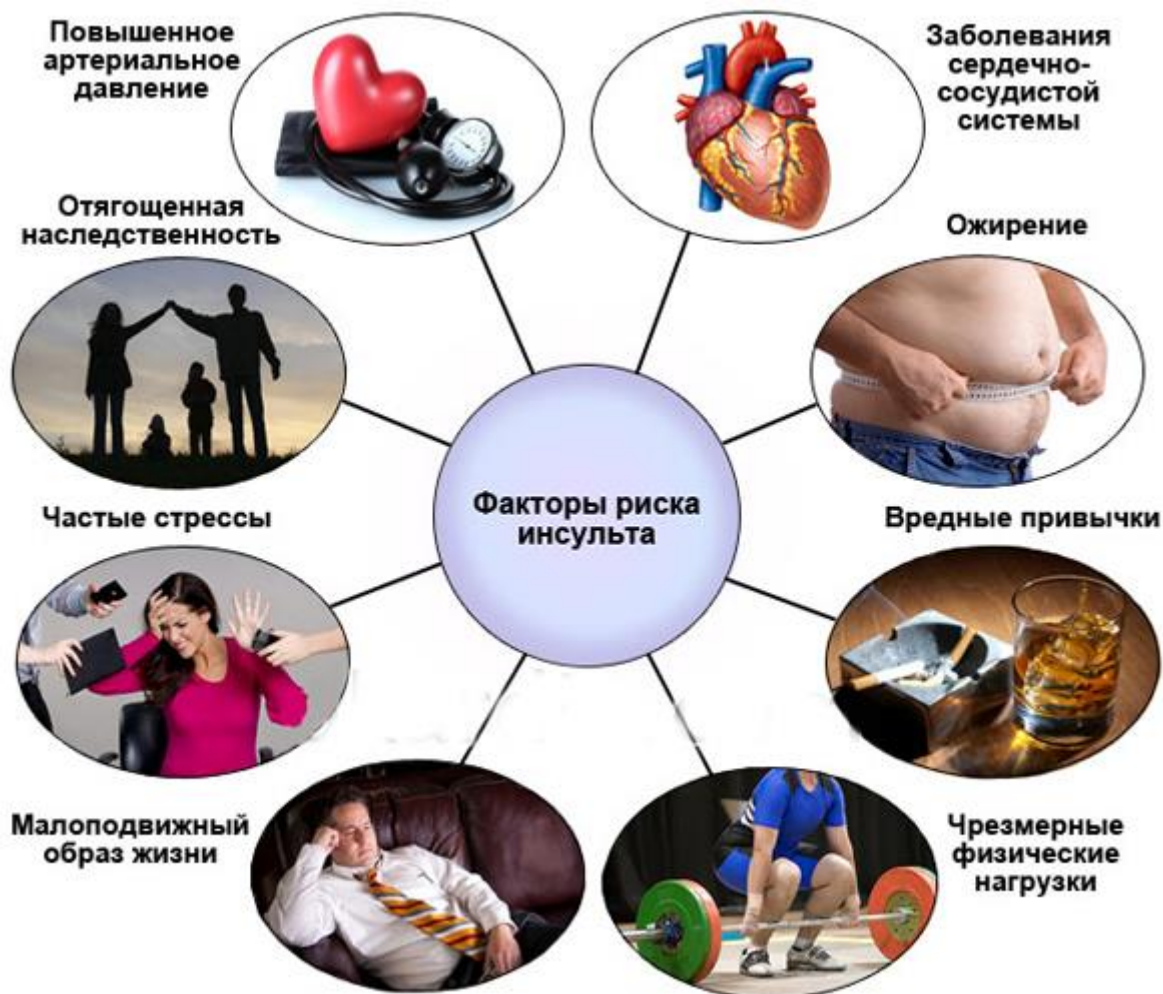 Повышенное
артериальное
давление
Заболевания
сердечно-
сосудистой
системы
Отягощенная
наследственность
Ожирение
Факторы риска
инсульта
Частые стрессы
Вредные привычки
Малоподвижный
образ жизни
Чрезмерные
физические
нагрузки